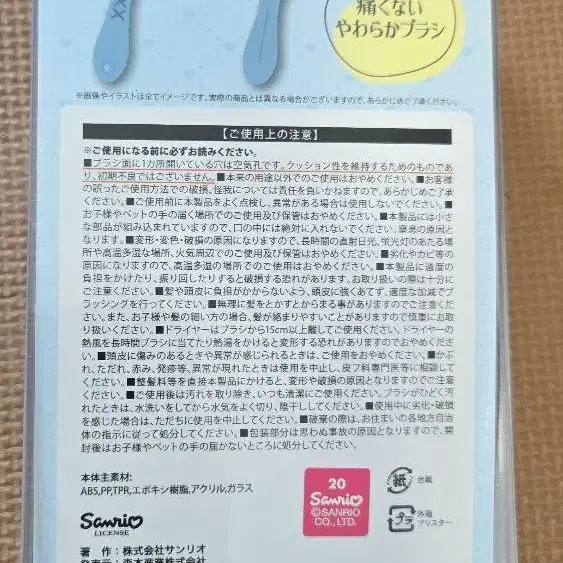 痛くない
やわらかブラシ
※画像やイラストは全てイメージです。実際の商品とは異なる場合がございますので、あらかじめご了承ください。
【ご使用上の注意】
※ご使用になる前に必ずお読みください。
■ブラシ面に1カ所開いている穴は空気孔です。クッション性を維持するためのものであ
り、初期不良ではございません。■本来の用途以外でのご使用はおやめください。■お客様
の誤ったご使用方法での破損、怪我については責任を負いかねますので、あらかじめご了承
ください。■ご使用前に本製品をよく点検し、異常がある場合は使用しないでください。■
お子様やペットの手の届く場所でのご使用及び保管はおやめください。■本製品には小さ
な部品が組み込まれていますので、口の中には絶対に入れないでください。窒息の原因と
なります。■変形・変色・破損の原因になりますので、長時間の直射日光、蛍光灯のあたる場
所や高温多湿な場所、火気周辺でのご使用及び保管はおやめください。■劣化やカビ等の
原因になりますので、高温多湿の場所でのご使用はおやめください。■本製品に過度の
負担をかけたり、振り回したりすると破損する恐れがあります。お取り扱いの際は十分に
ご注意ください。■髪や頭皮に負担がかからないよう、頭皮に強くあてず、適度な加減でブ
ラッシングを行ってください。■無理に髪をとかすとからまる事がありますのでご注意くだ
さい。また、お子様や髪の細い方の場合、髪が絡まりやすいことがありますので慎重にお取
り扱いください。■ドライヤーはブラシから15cm以上離してご使用ください。ドライヤーの
熱風を長時間ブラシに当てたり熱湯をかけると変形する恐れがありますのでおやめくださ
い。■頭皮に傷みのあるときや異常が感じられるときは、ご使用をおやめください。■かぶ
れ、ただれ、赤み、発疹等、異常が現れたときは使用を中止し、皮フ科専門医等に相談して
ください。■整髪料等を直接本製品にかけると、変形や破損の原因となりますのでご注意
ください。■ご使用後は汚れを取り除き、いつも清潔にご使用ください。ブラシがひどく汚
れたときは、水洗いをしてから水気をよく切り、陰干ししてください。■使用中に劣化・破損
を感じた場合は、ただちに使用を中止してください。■破棄の際は、お住まいの各地方自治
体の指示に従って処分してください。■包装部分は思わぬ事故の原因となりますので、開
封後はお子様やペットの手の届かないところに処分してください。
本体主素材:
ABS,PP,TPR,エポキシ樹脂,アクリル,ガラス
Sanrio
LICENSE
20
Sanrio
©SANRIO
CO., LTD.
紙
台紙
プラ
外箱
ブリスター
著 作:株式会社サンリオ
発売元:森本産業株式会社